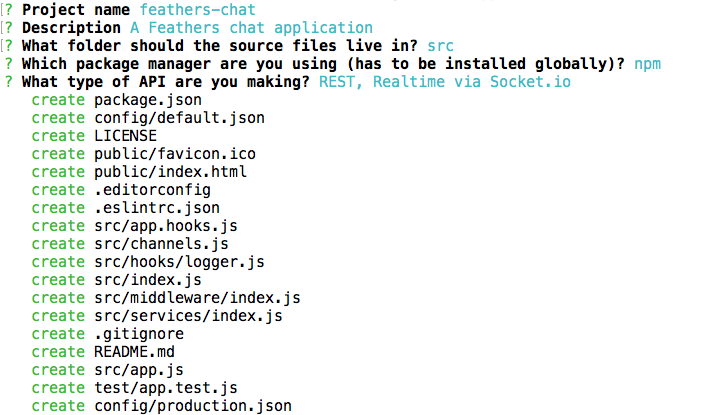 ? Project name feathers-chat
? Description A Feathers chat application
? What folder should the source files live in? src
? Which package manager are you using (has to be installed globally)? npm
? What type of API are you making? REST, Realtime via Socket.io
create package.json
create config/default.json
create LICENSE
create public/favicon.ico
create public/index.html
create .editorconfig
create .eslintrc.json
create src/app.hooks.js
create src/channels.js
create src/hooks/logger.js
create src/index.js
create src/middleware/index.js
create src/services/index.js
create .gitignore
create README.md
create src/app.js
create test/app.test.js
create config/production.json